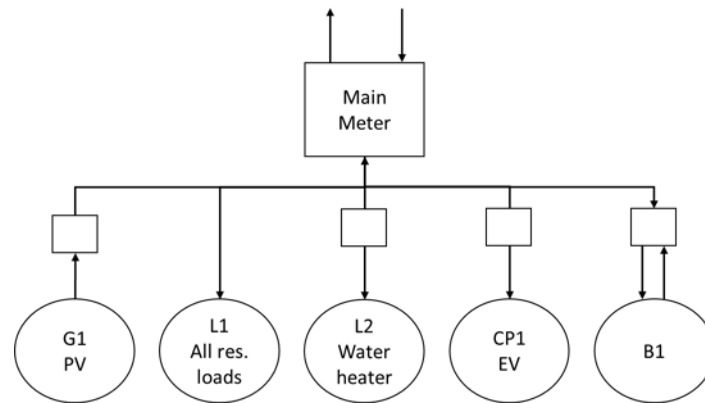 Main
Meter
G1
PV
L1
All res.
loads
L2
Water
heater
CP1
EV
B1